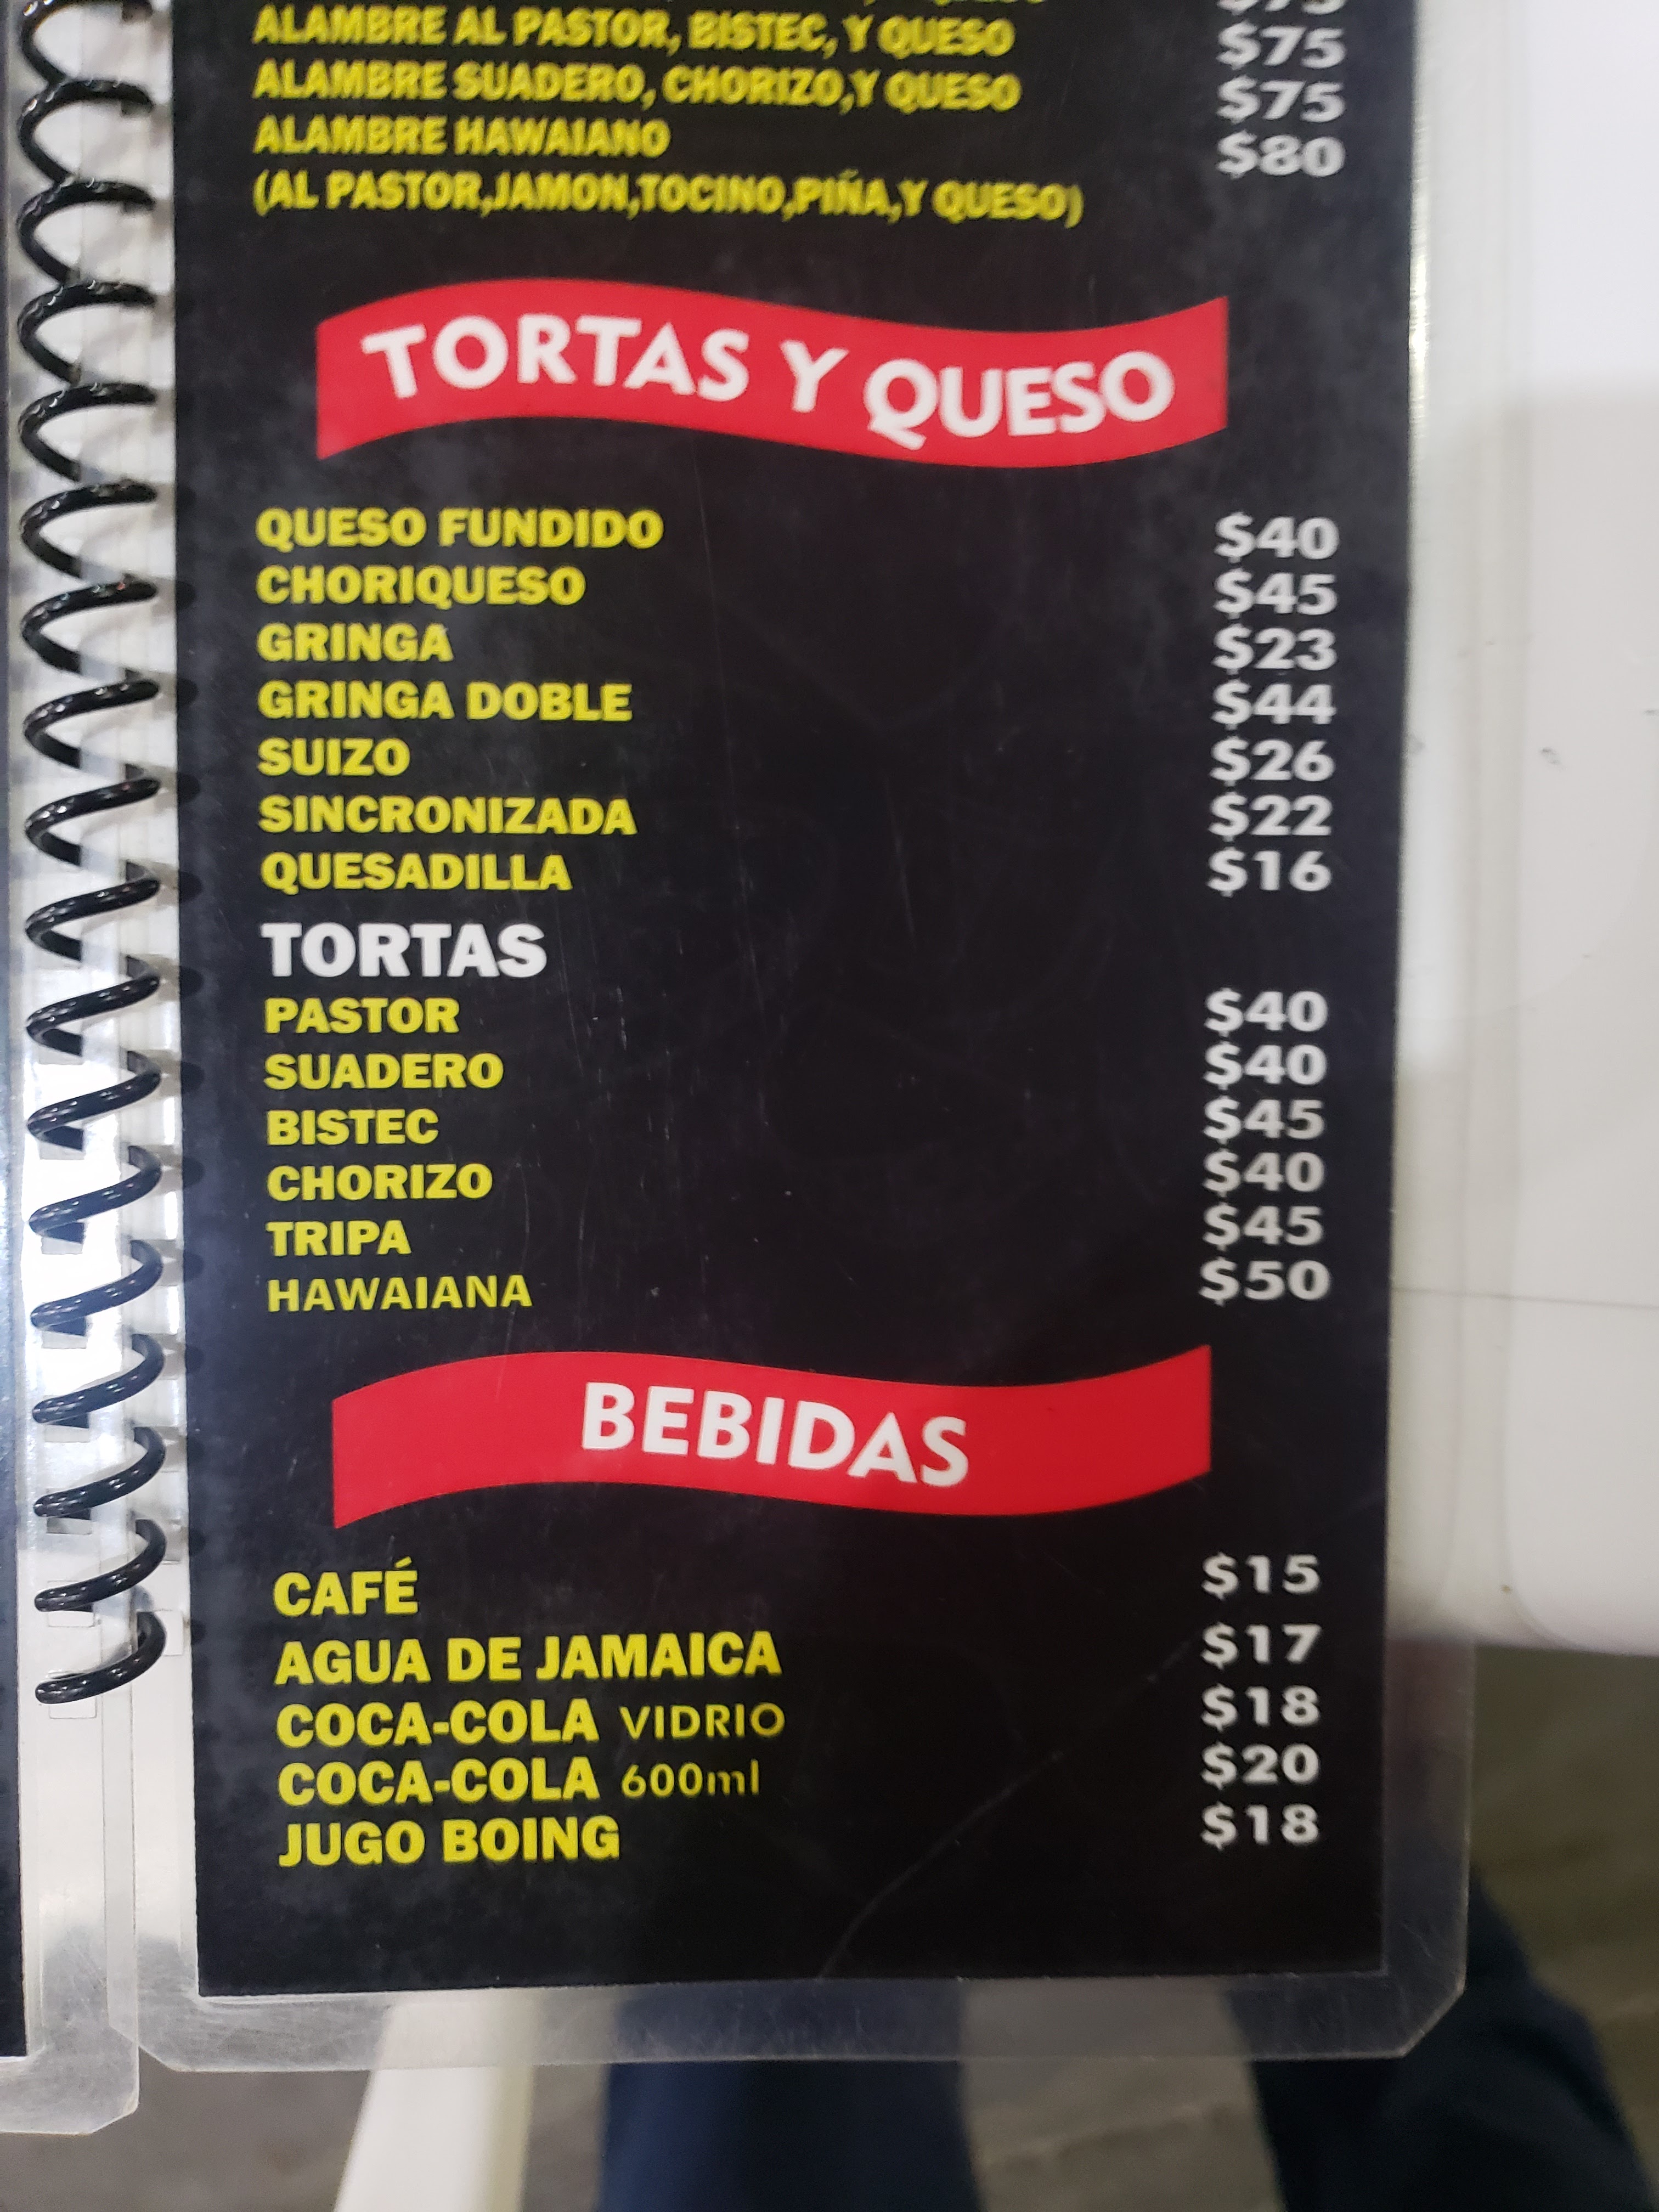 $75
ALAMBRE AL PASTOR, BISTEC, Y QUESO $75
ALAMBRE SUADERO, CHORIZO,Y QUESO $75
ALAMBRE HAWAIANO $80
(AL PASTOR,JAMON,TOCINO,PIÑA,Y QUESO)
TORTAS Y QUESO
QUESO FUNDIDO $40
CHORIQUESO $45
GRINGA $23
GRINGA DOBLE $44
SUIZO $26
SINCRONIZADA $22
QUESADILLA $16
TORTAS
PASTOR $40
SUADERO $40
BISTEC $45
CHORIZO $40
TRIPA $45
HAWAIANA $50
BEBIDAS
CAFÉ $15
AGUA DE JAMAICA $17
COCA-COLA VIDRIO $18
COCA-COLA 600ml $20
JUGO BOING $18